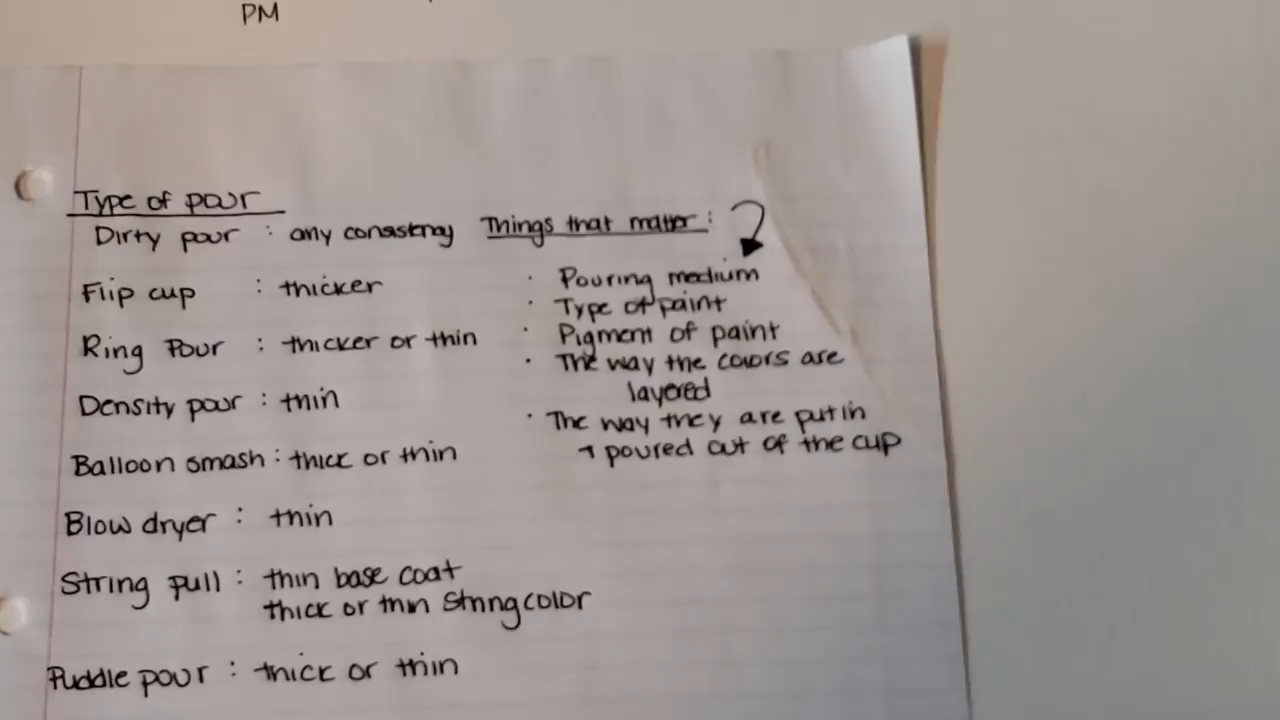 PM
Type of pour
Dirty pour : any consistency
Flip cup : thicker
Ring Pour : thicker or thin
Density pour : thin
Balloon smash : thick or thin
Blow dryer : thin
String pull : thin base coat
thick or thin string color
Puddle pour : thick or thin
Things that matter :
· Pouring medium
· Type of paint
· Pigment of paint
· The way the colors are
layered
· The way they are put in
+ poured out of the cup